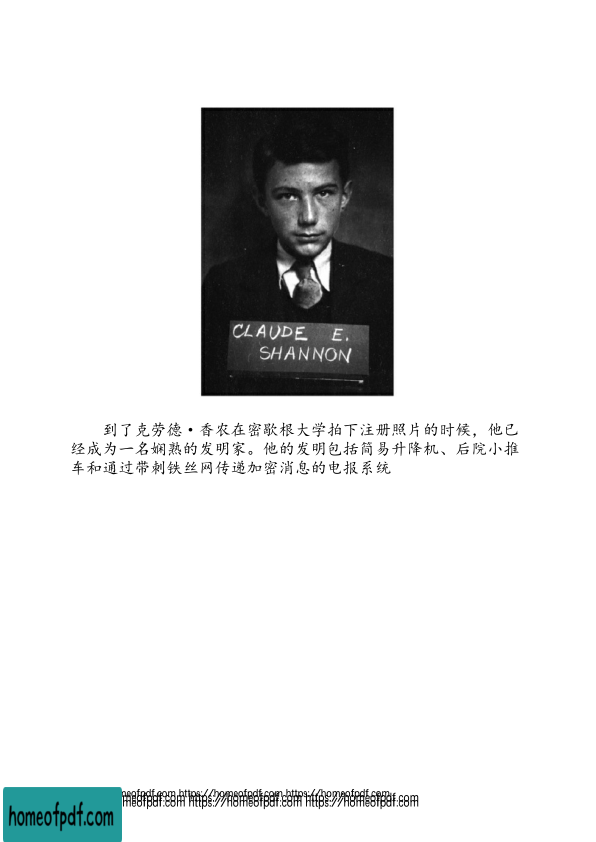 CLAUDE E.
SHANNON
到了克劳德·香农在密歇根大学拍下注册照片的时候，他已
经成为一名娴熟的发明家。他的发明包括简易升降机、后院小推
车和通过带刺铁丝网传递加密消息的电报系统
meofpdf.com https://homeofpdf.com https://homeofpdf.com
meofpdf.com https://homeofpdf.com https://homeofpdf.com
homeofpdf.com